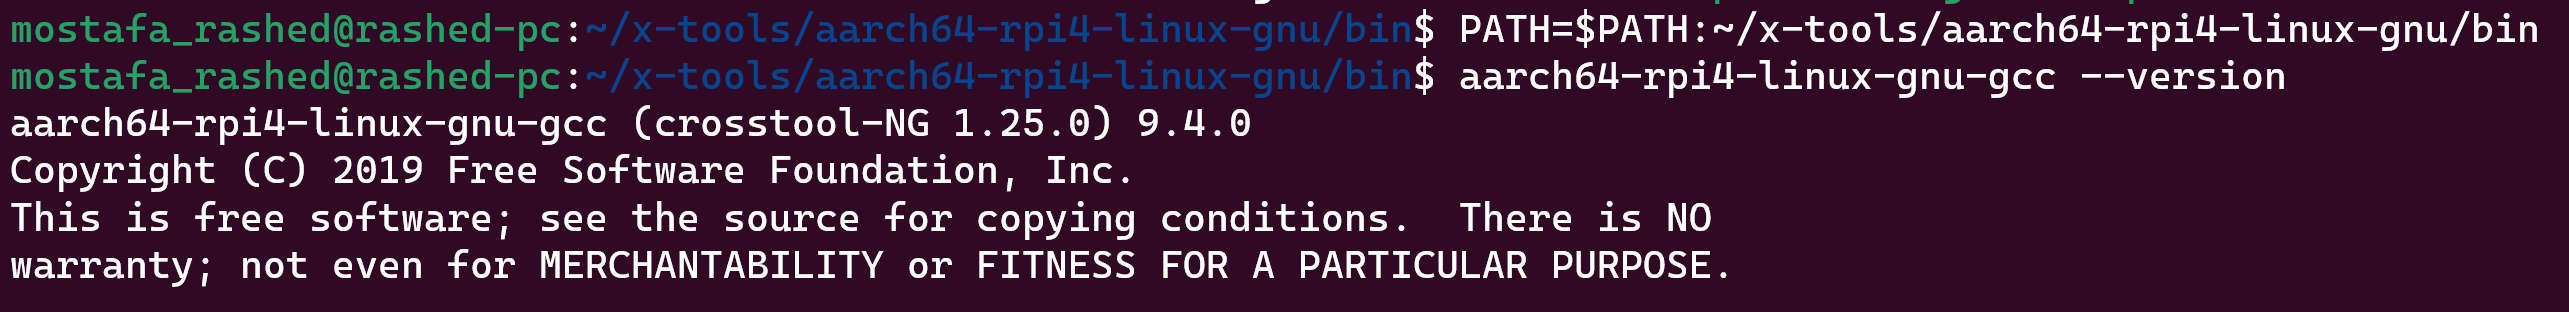 mostafa_rashed@rashed-pc:~/x-tools/aarch64-rpi4-linux-gnu/bin$ PATH=$PATH:~/x-tools/aarch64-rpi4-linux-gnu/bin
mostafa_rashed@rashed-pc:~/x-tools/aarch64-rpi4-linux-gnu/bin$ aarch64-rpi4-linux-gnu-gcc --version
aarch64-rpi4-linux-gnu-gcc (crosstool-NG 1.25.0) 9.4.0
Copyright (C) 2019 Free Software Foundation, Inc.
This is free software; see the source for copying conditions.  There is NO
warranty; not even for MERCHANTABILITY or FITNESS FOR A PARTICULAR PURPOSE.